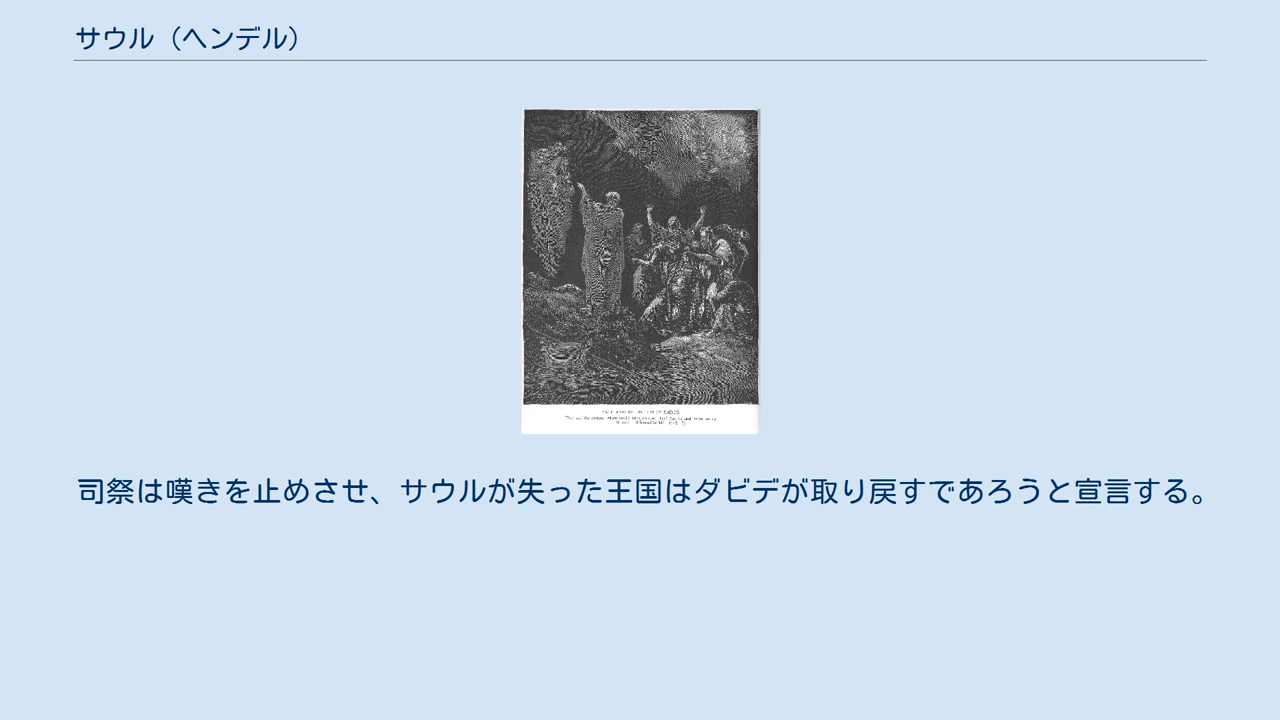 サウル（ヘンデル）
司祭は嘆きを止めさせ、サウルが失った王国はダビデが取り戻すであろうと宣言する。